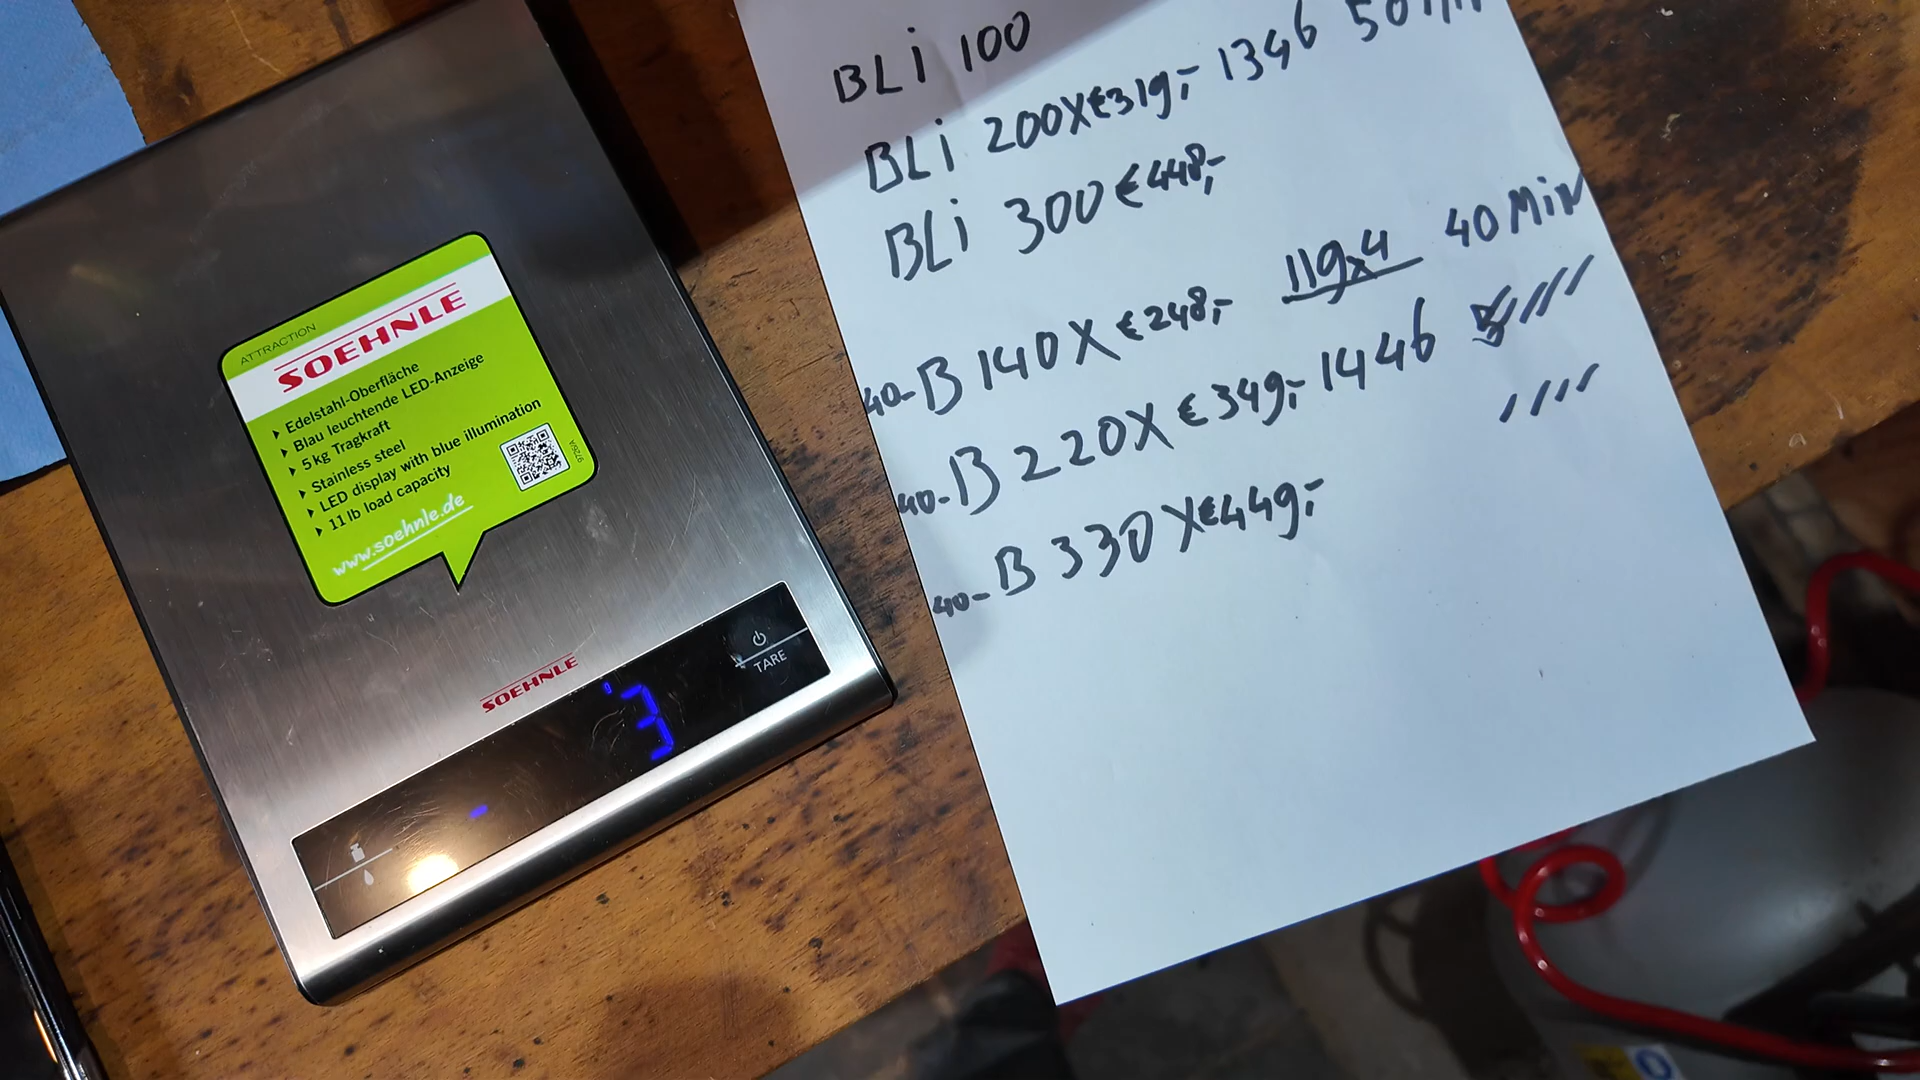 ATTRACTION
SOEHNLE
Edelstahl-Oberfläche
Blau leuchtende LED-Anzeige
5 kg Tragkraft
Stainless steel
LED display with blue illumination
11 lb load capacity
www.soehnle.de
SOEHNLE
TARE
- 3
BLi 100
BLi 200X €319,- 1346 50
BLi 300 €448,-
40- B 140X €248,- 119x4 40 Min
40- B 220X €349,- 1446
40- B 330X €449,-